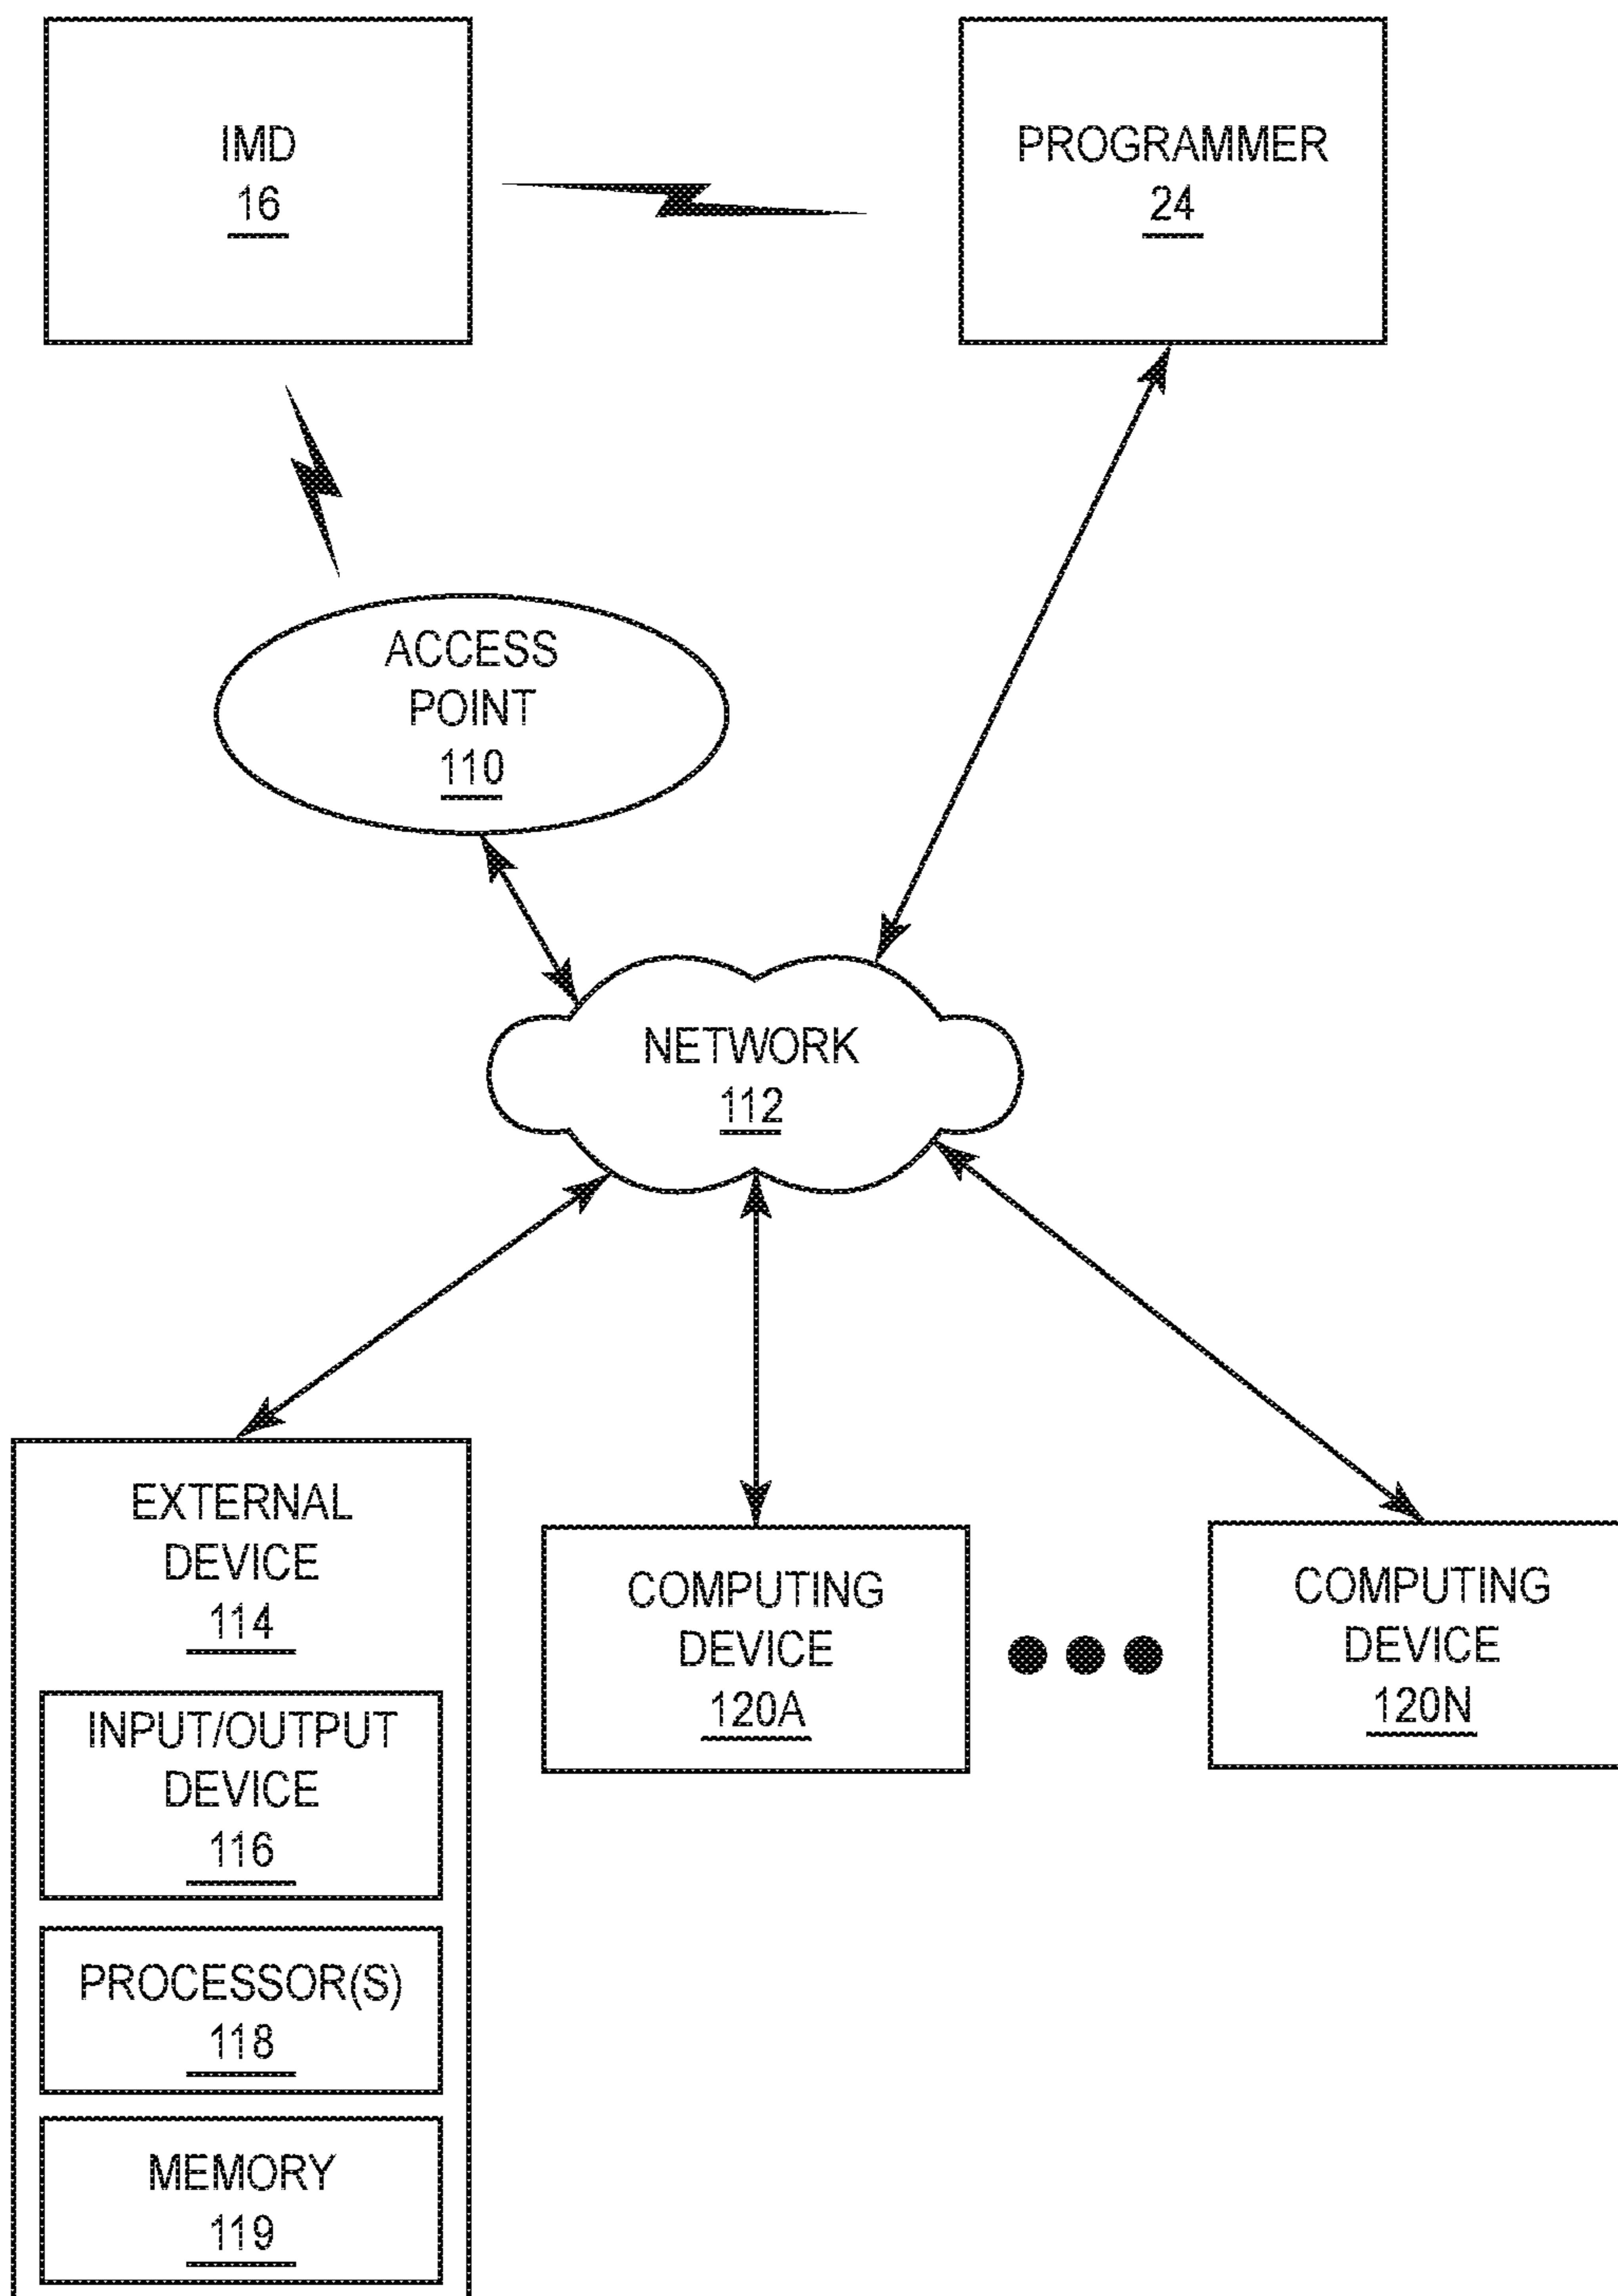 IMD
16
PROGRAMMER
24
ACCESS
POINT
110
NETWORK
112
EXTERNAL
DEVICE
114
INPUT/OUTPUT
DEVICE
116
PROCESSOR(S)
118
MEMORY
119
COMPUTING
DEVICE
120A
COMPUTING
DEVICE
120N